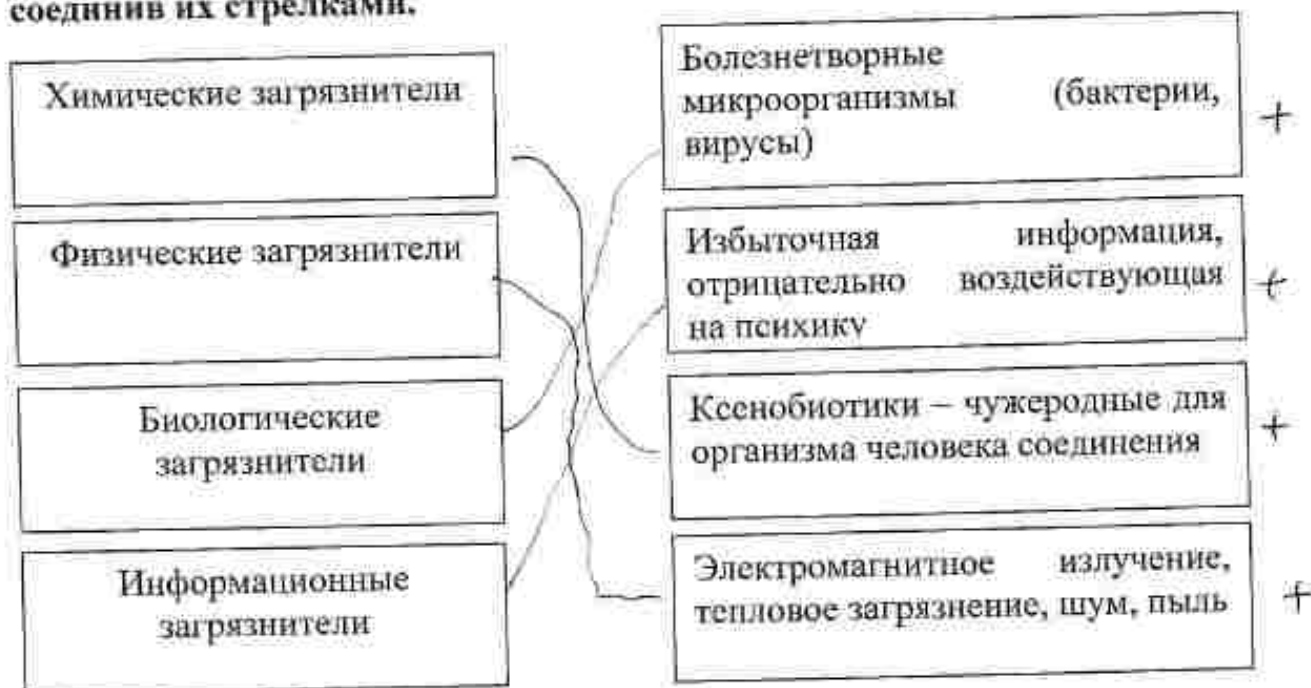 соединив их стрелками.
Химические загрязнители
Физические загрязнители
Биологические
загрязнители
Информационные
загрязнители
Болезнетворные
микроорганизмы (бактерии,
вирусы)
+
Избыточная информация,
отрицательно воздействующая
на психику
+
Ксенобиотики – чужеродные для
организма человека соединения
+
Электромагнитное излучение,
тепловое загрязнение, шум, пыль
+